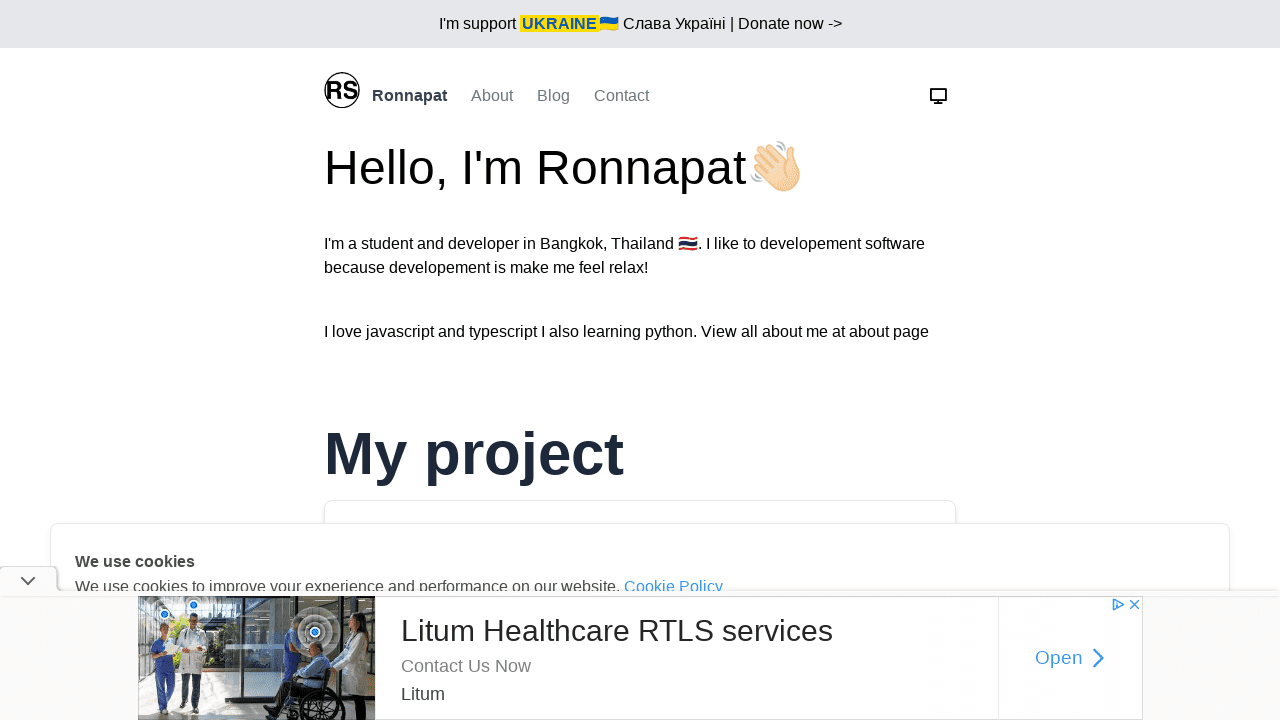 I'm support UKRAINE🇺🇦 Слава Україні | Donate now ->
RS Ronnapat About Blog Contact
Hello, I'm Ronnapat👋🏻
I'm a student and developer in Bangkok, Thailand 🇹🇭. I like to developement software
because developement is make me feel relax!
I love javascript and typescript I also learning python. View all about me at about page
My project
We use cookies
We use cookies to improve your experience and performance on our website. Cookie Policy
Litum Healthcare RTLS services
Contact Us Now
Litum
Open